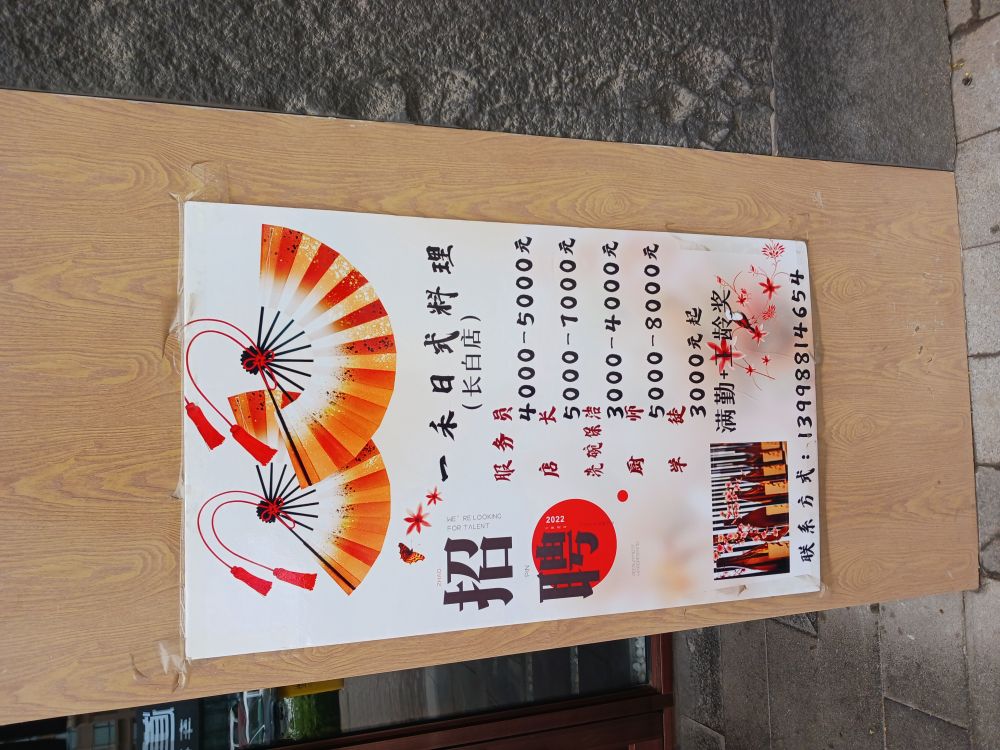 一禾日式料理
(长白店)
ZHAO
招
PIN
聘
WE' RE LOOKING
FOR TALENT
2022
服务员 4000-5000元
店长 5000-7000元
洗碗保洁 3000-4000元
厨师 5000-8000元
学徒 3000元起
满勤+工龄奖
联系方式:13998814654